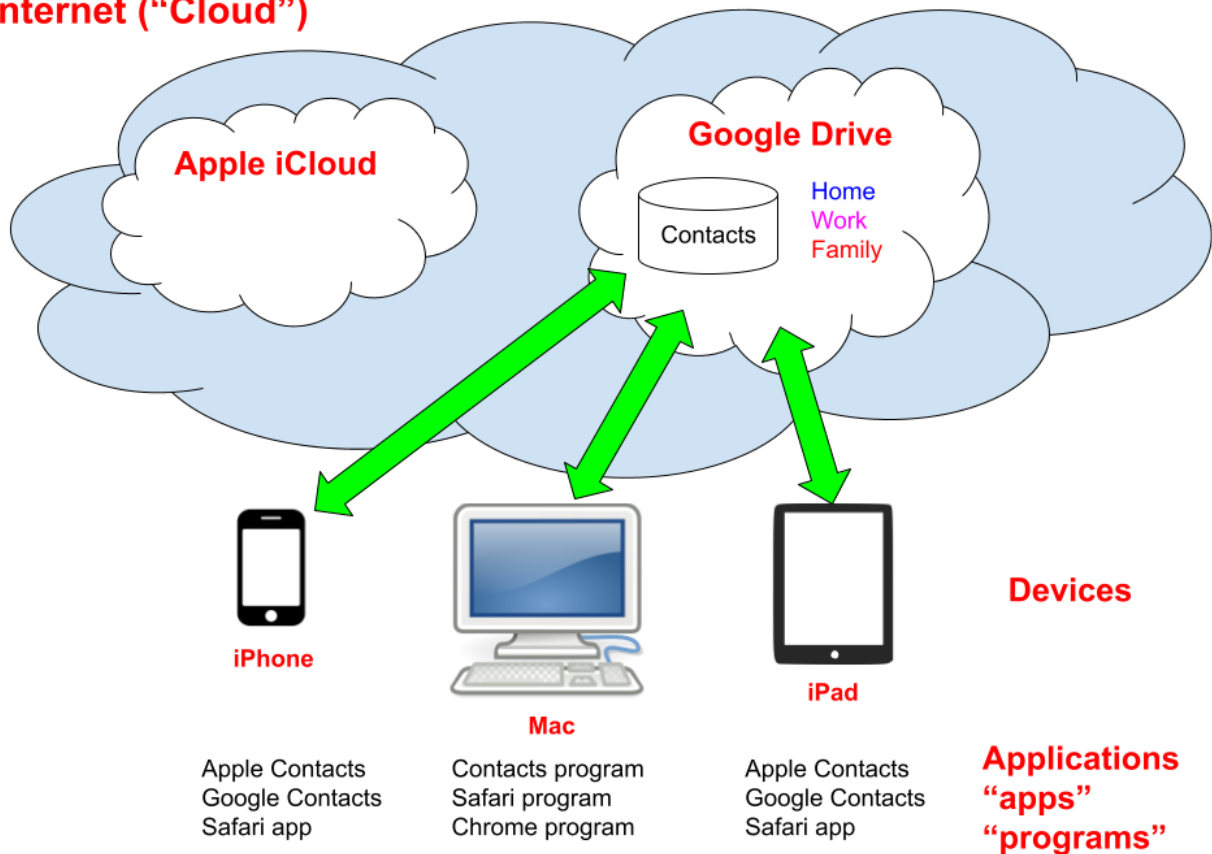 nternet (“Cloud”)
Apple iCloud
Google Drive
Contacts
Home
Work
Family
Devices
iPhone
Mac
iPad
Apple Contacts
Google Contacts
Safari app
Contacts program
Safari program
Chrome program
Apple Contacts
Google Contacts
Safari app
Applications
“apps”
“programs”